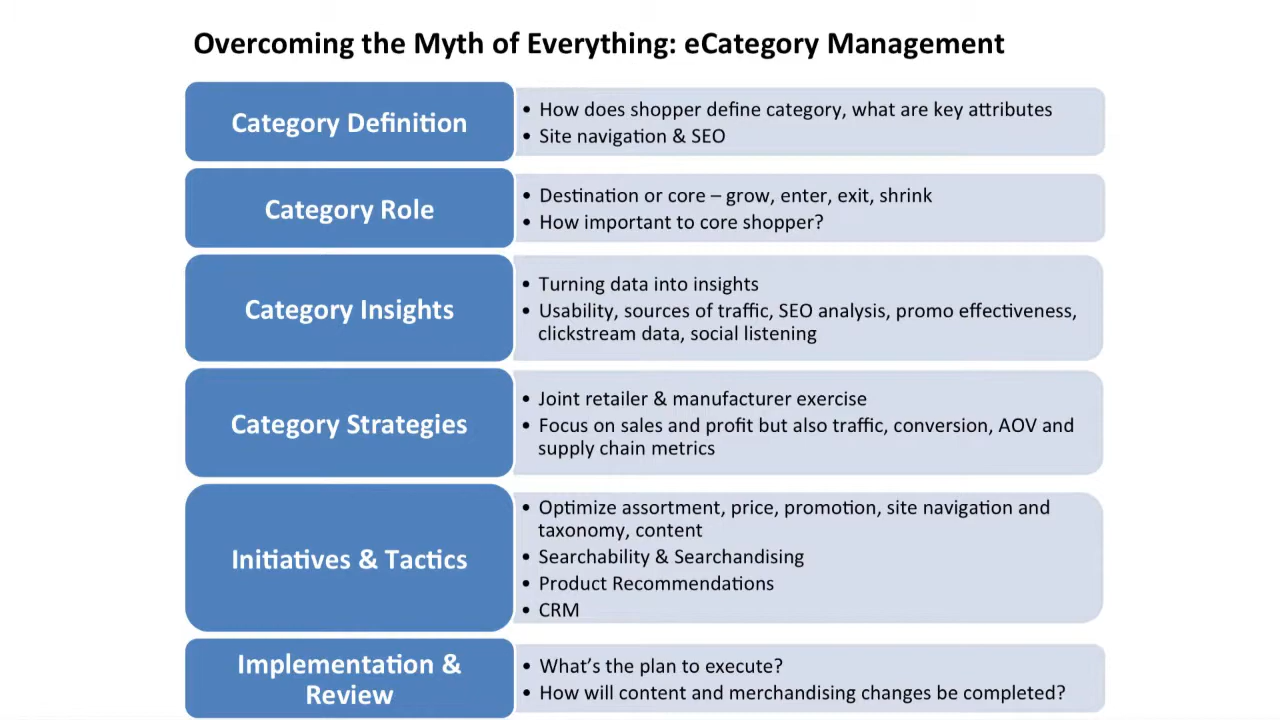 Overcoming the Myth of Everything: eCategory Management
Category Definition
• How does shopper define category, what are key attributes
• Site navigation & SEO
Category Role
• Destination or core – grow, enter, exit, shrink
• How important to core shopper?
Category Insights
• Turning data into insights
• Usability, sources of traffic, SEO analysis, promo effectiveness,
clickstream data, social listening
Category Strategies
• Joint retailer & manufacturer exercise
• Focus on sales and profit but also traffic, conversion, AOV and
supply chain metrics
Initiatives & Tactics
• Optimize assortment, price, promotion, site navigation and
taxonomy, content
• Searchability & Searchandising
• Product Recommendations
• CRM
Implementation &
Review
• What’s the plan to execute?
• How will content and merchandising changes be completed?